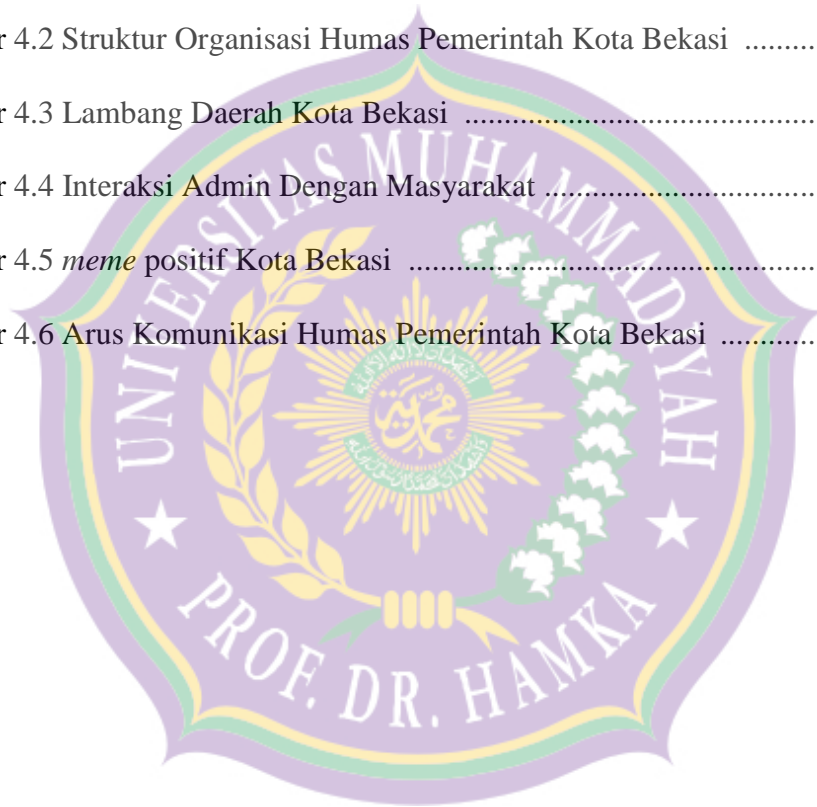 r 4.2 Struktur Organisasi Humas Pemerintah Kota Bekasi .........
r 4.3 Lambang Daerah Kota Bekasi ............................................
r 4.4 Interaksi Admin Dengan Masyarakat ..................................
r 4.5 meme positif Kota Bekasi ...................................................
r 4.6 Arus Komunikasi Humas Pemerintah Kota Bekasi ............
UNIVERSITAS MUHAMMADIYAH
محمدية
PROF. DR. HAMKA